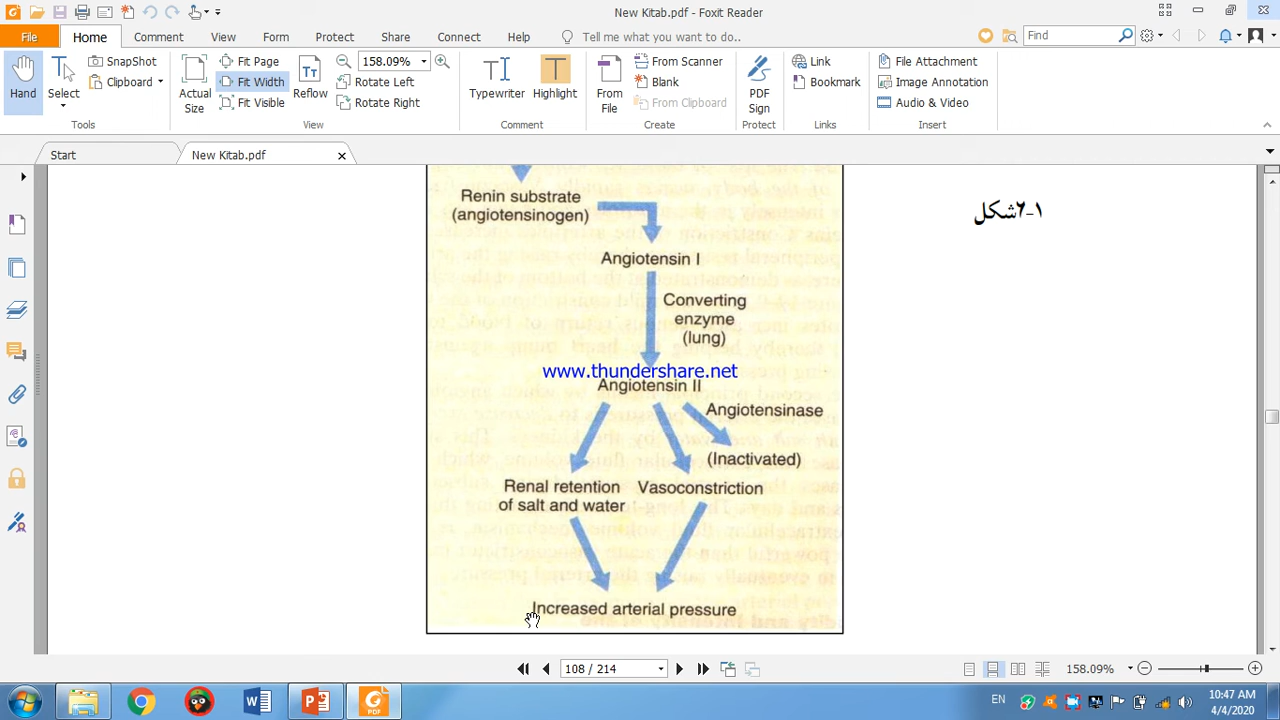 New Kitab.pdf - Foxit Reader
File Home Comment View Form Protect Share Connect Help Tell me what you want to do.. Find
Hand
Select
SnapShot
Clipboard
Tools
Actual Size
Fit Page
Fit Width
Fit Visible
Reflow
158.09%
Rotate Left
Rotate Right
View
Typewriter
Highlight
Comment
From File
From Scanner
Blank
From Clipboard
Create
PDF Sign
Protect
Link
Bookmark
Links
File Attachment
Image Annotation
Audio & Video
Insert
Start
New Kitab.pdf
Renin substrate
(angiotensinogen)
شکل۶-۱
Angiotensin I
Converting
enzyme
(lung)
www.thundershare.net
Angiotensin II
Angiotensinase
(Inactivated)
Renal retention
of salt and water
Vasoconstriction
Increased arterial pressure
108 / 214
158.09%
EN
10:47 AM
4/4/2020